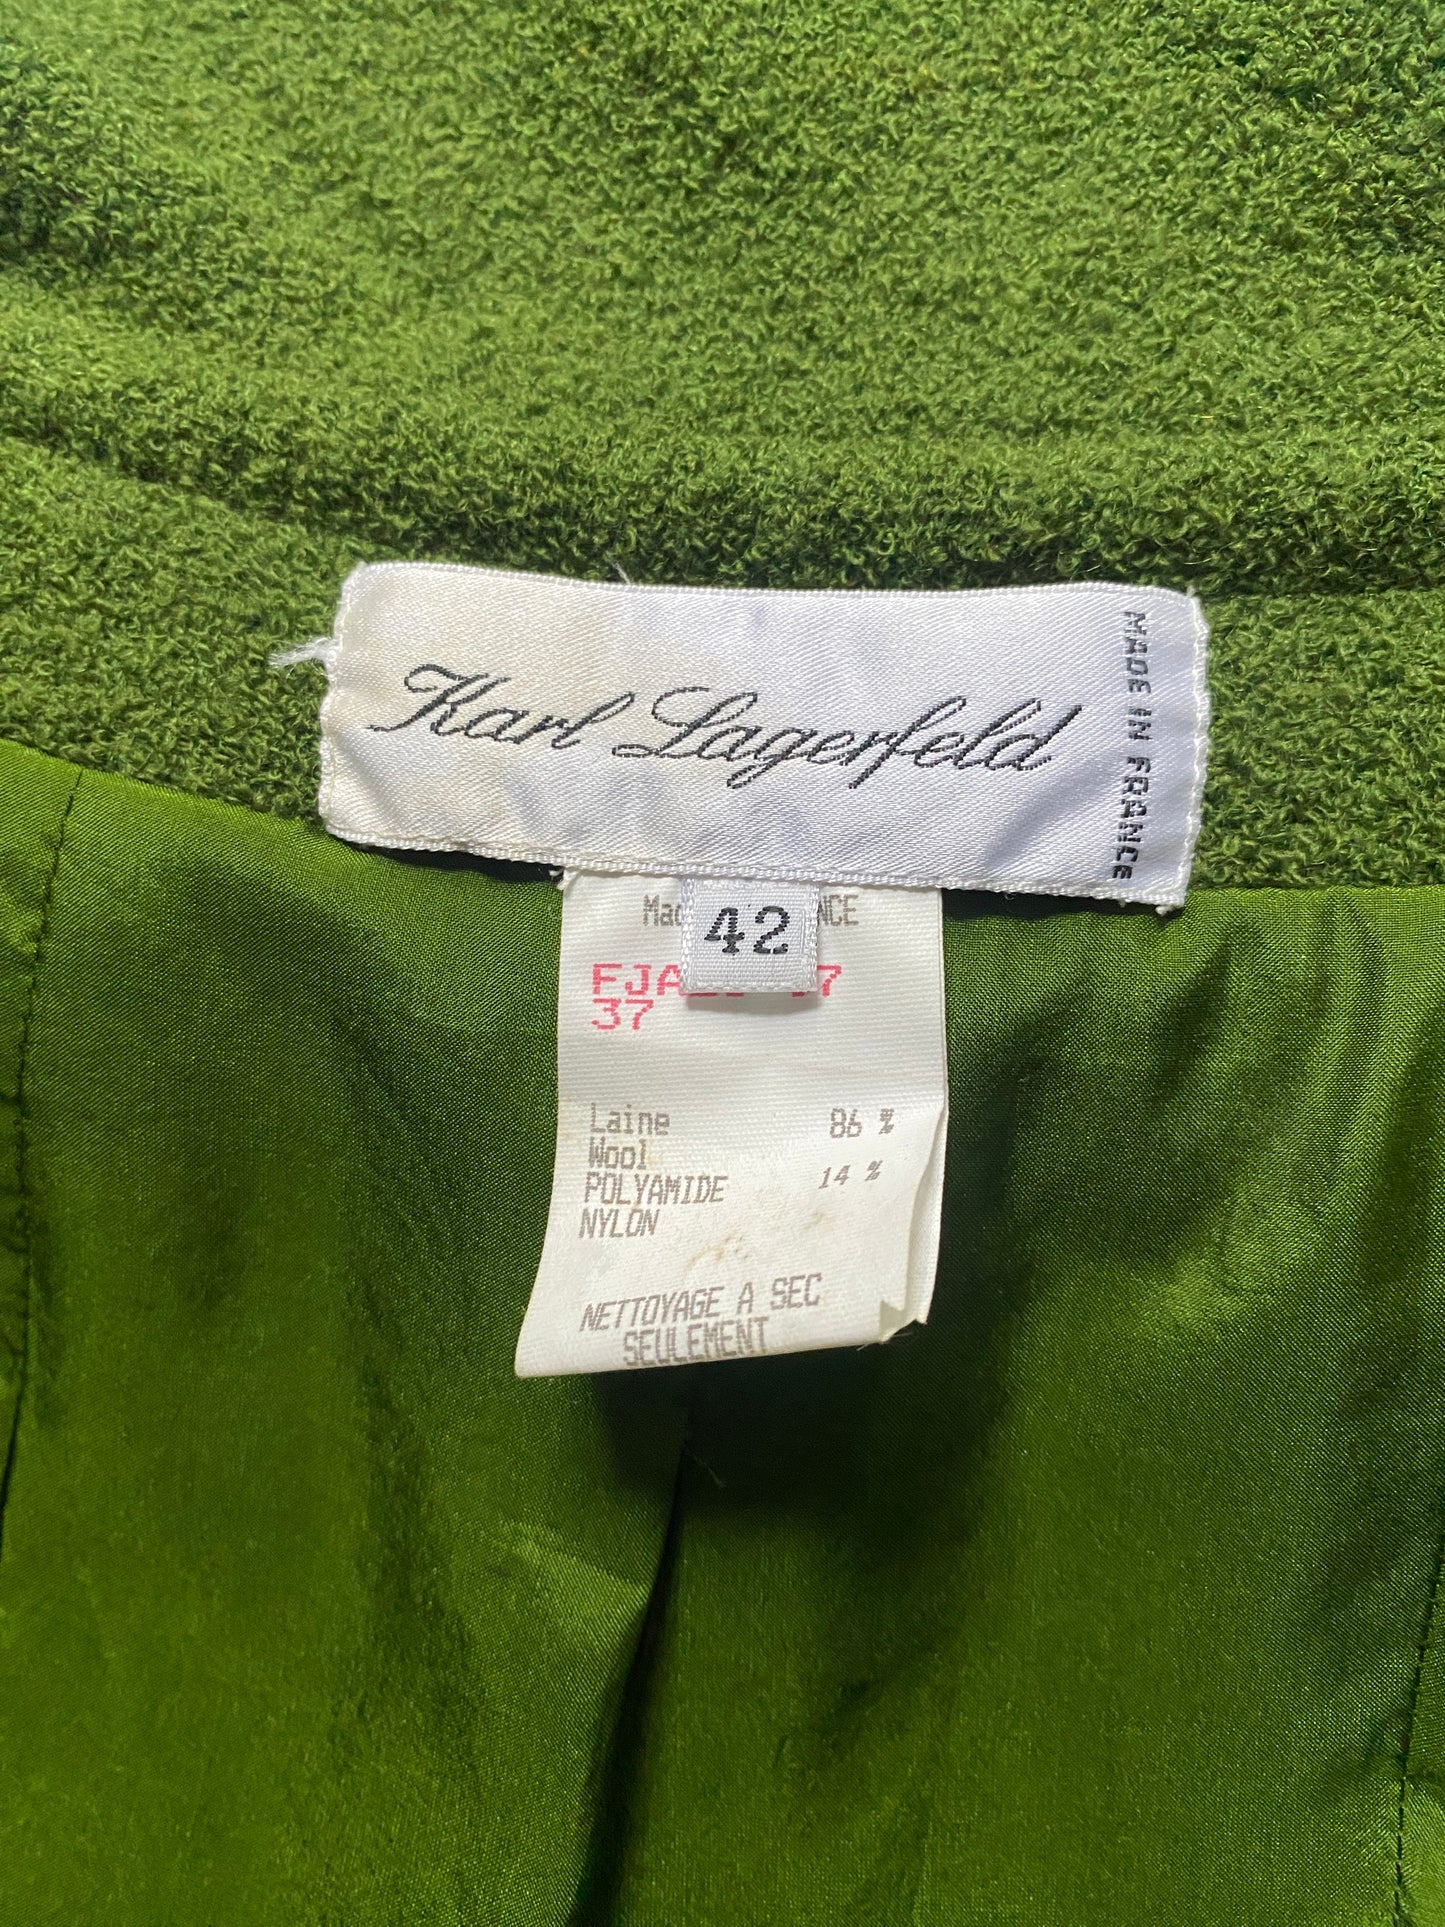 Karl Lagerfeld
MADE IN FRANCE
42
37
Laine 86 %
Wool
POLYAMIDE 14 %
NYLON
NETTOYAGE A SEC
SEULEMENT